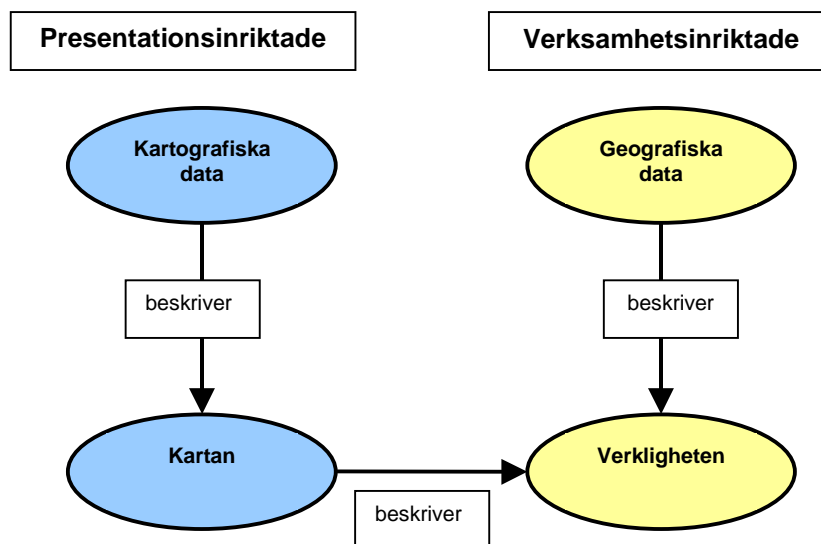 Presentationsinriktade
Verksamhetsinriktade
Kartografiska
data
Geografiska
data
beskriver
beskriver
Kartan
Verkligheten
beskriver